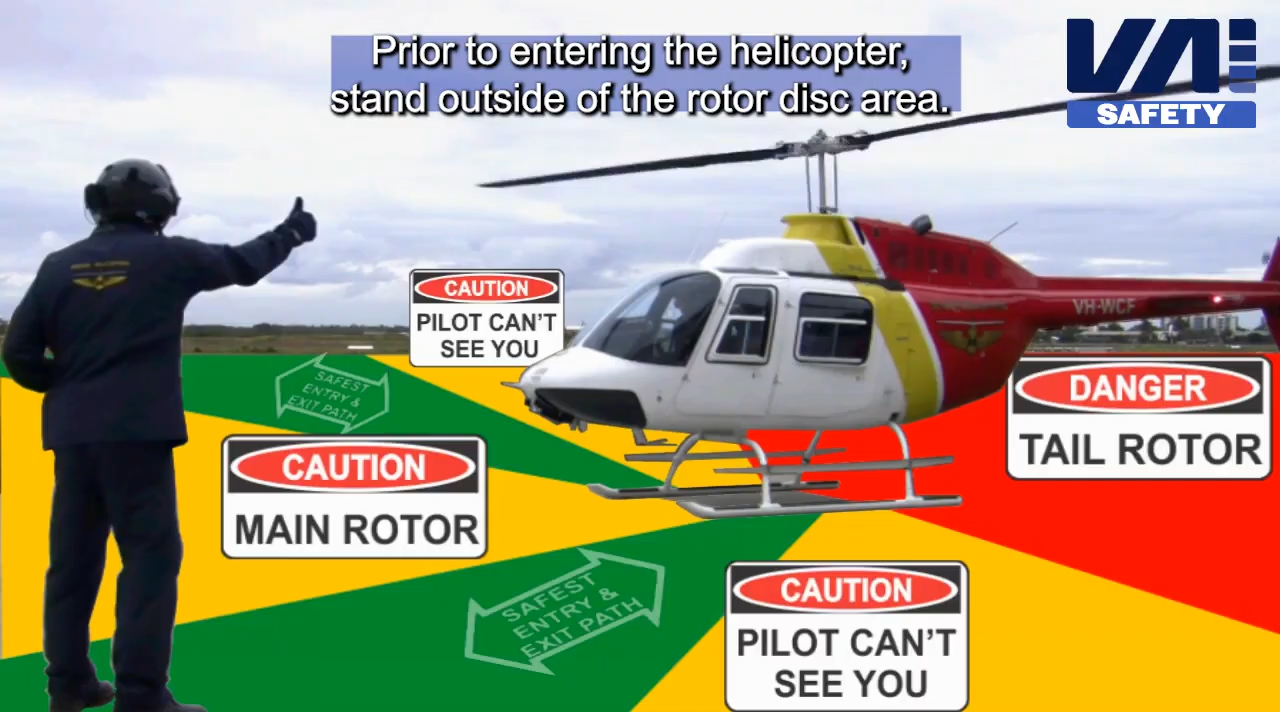 Prior to entering the helicopter,
stand outside of the rotor disc area.
VAI
SAFETY
CAUTION
PILOT CAN'T
SEE YOU
VH-WCF
SAFEST
ENTRY &
EXIT PATH
DANGER
TAIL ROTOR
CAUTION
MAIN ROTOR
SAFEST
ENTRY &
EXIT PATH
CAUTION
PILOT CAN'T
SEE YOU